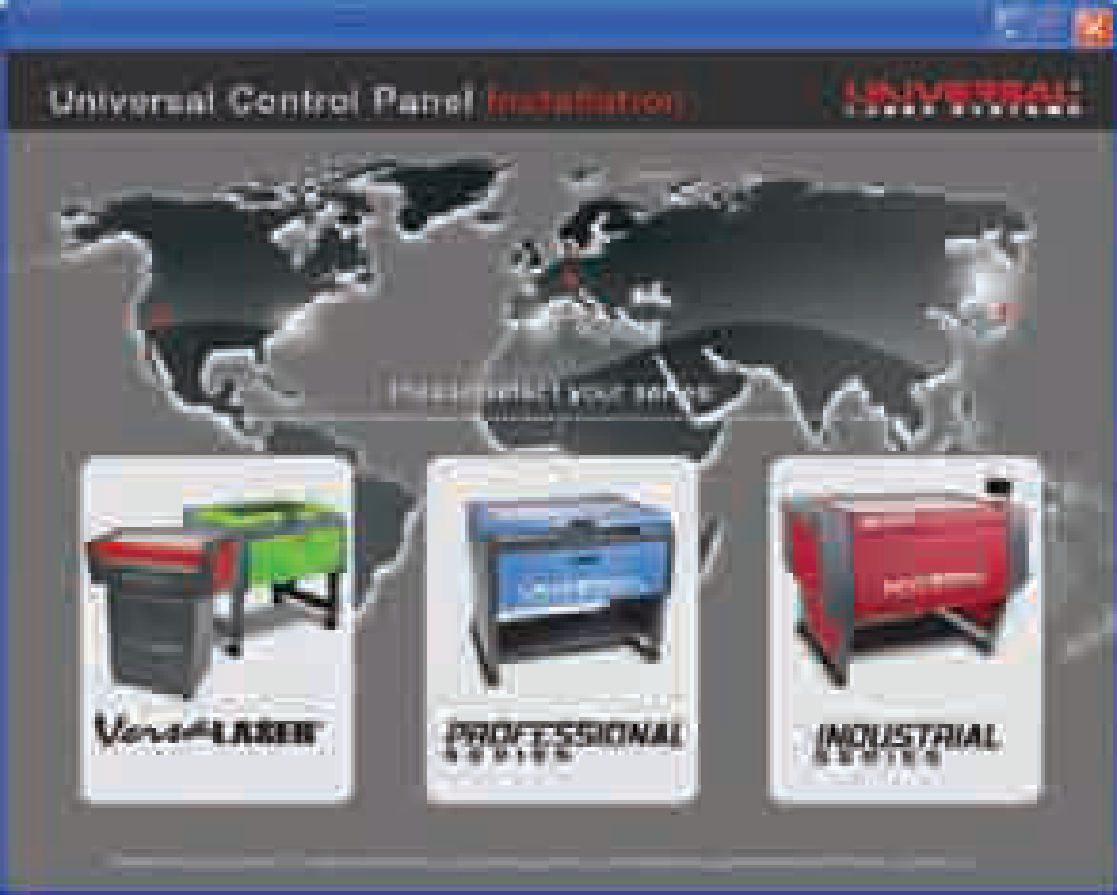 Universal Control Panel Installation
UNIVERSAL
LASER SYSTEMS
Please select your series:
VersaLASER
PROFESSIONAL
SERIES
INDUSTRIAL
SERIES